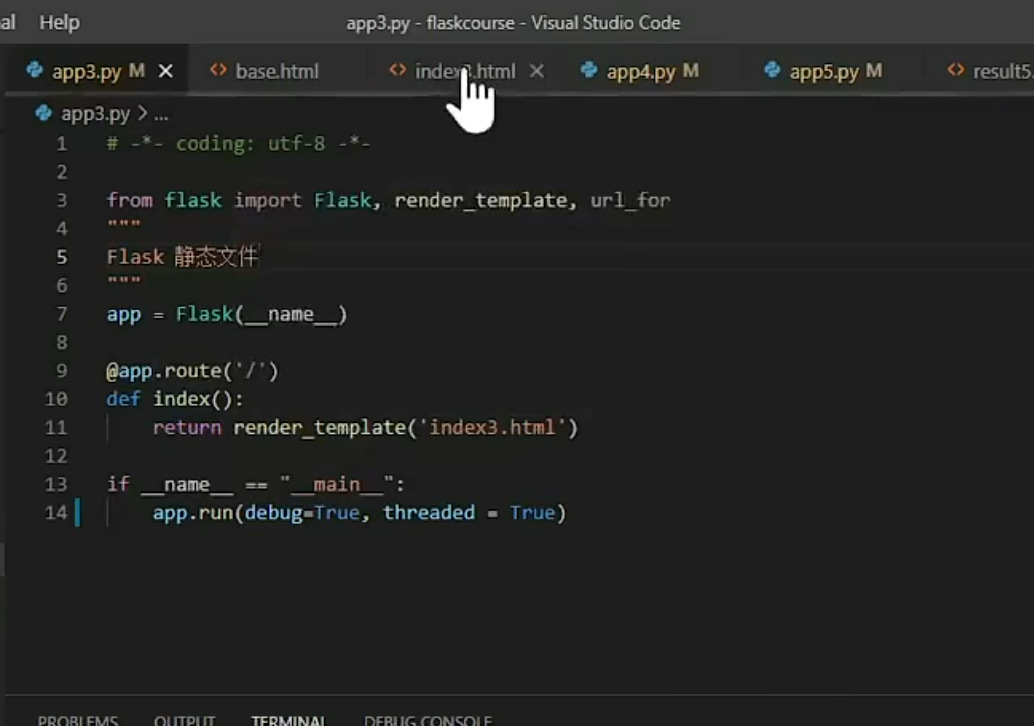 al Help app3.py - flaskcourse - Visual Studio Code
app3.py M base.html index3.html app4.py M app5.py M result5.
app3.py > ...
1 # -*- coding: utf-8 -*-
2
3 from flask import Flask, render_template, url_for
4 """
5 Flask 静态文件
6 """
7 app = Flask(__name__)
8
9 @app.route('/')
10 def index():
11 return render_template('index3.html')
12
13 if __name__ == "__main__":
14 app.run(debug=True, threaded = True)
PROBLEMS OUTPUT TERMINAL DEBUG CONSOLE